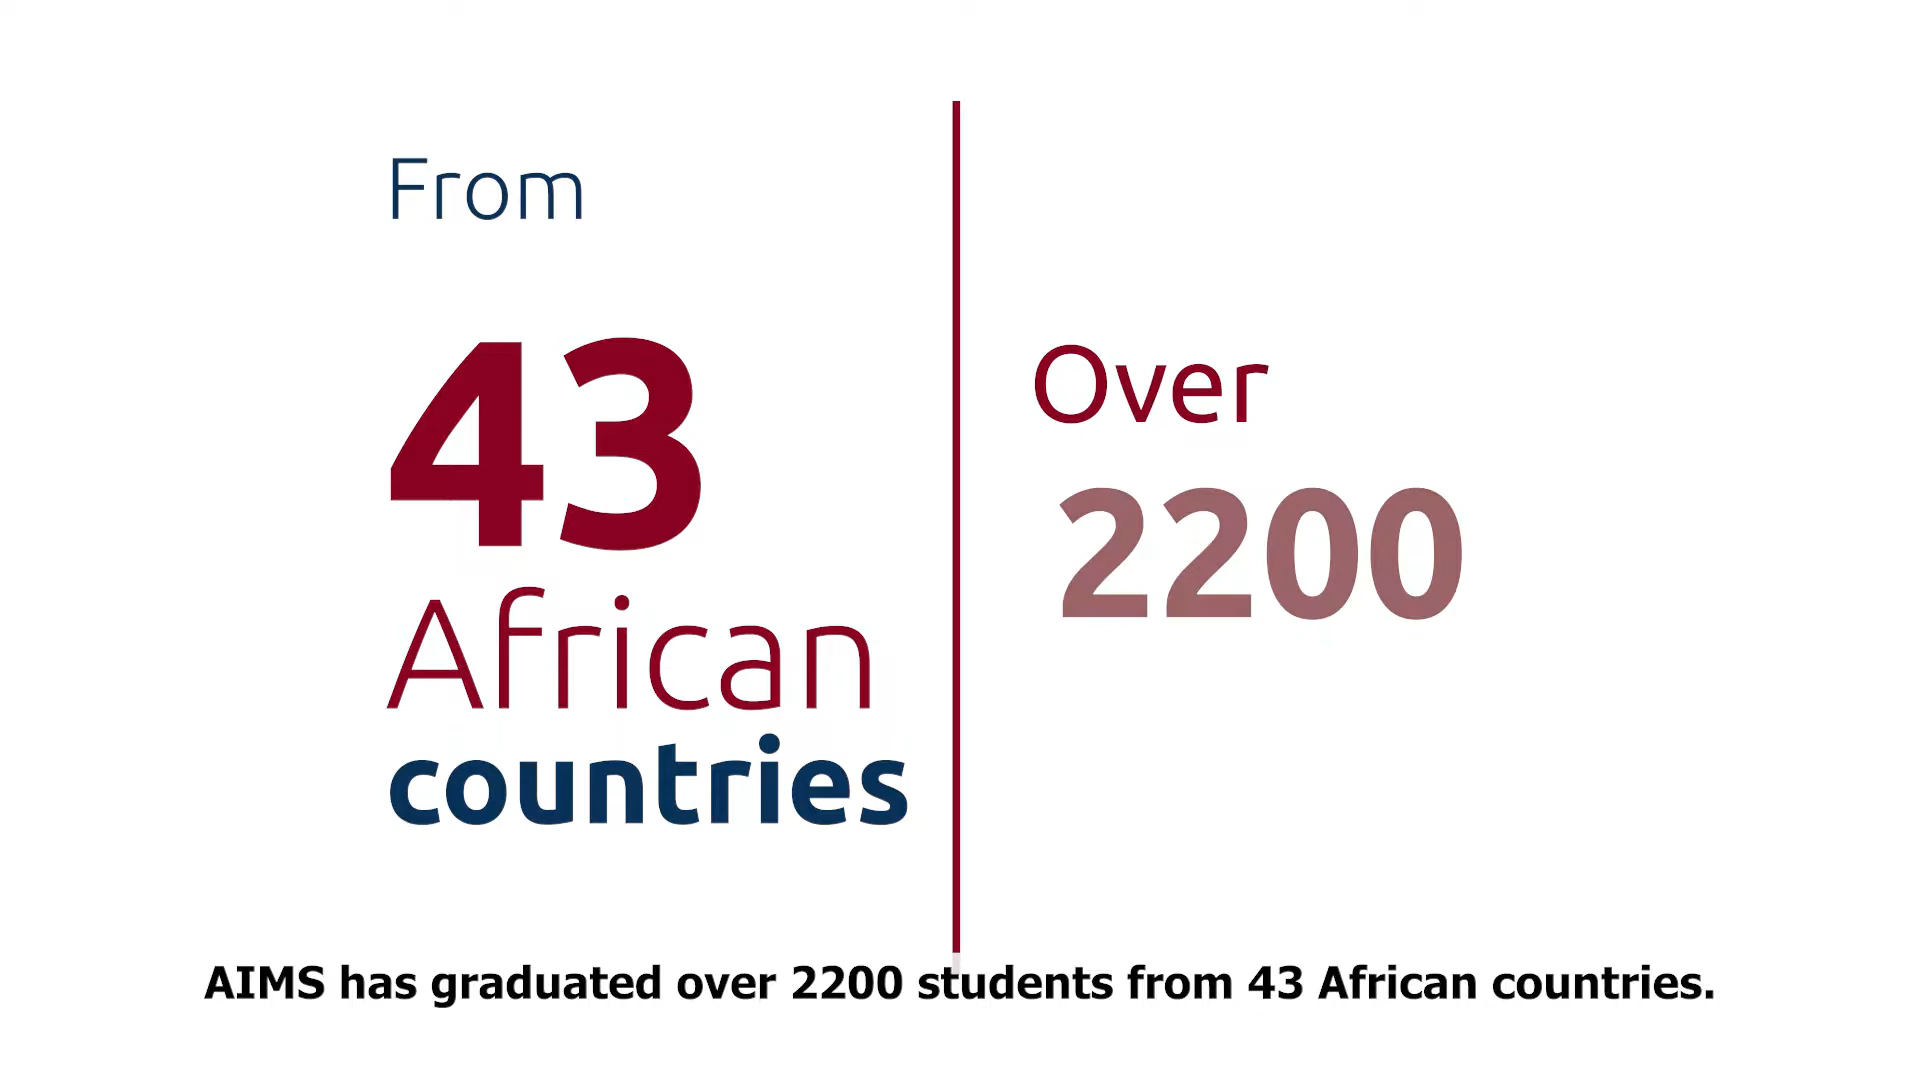 From
43
African
countries
Over
2200
AIMS has graduated over 2200 students from 43 African countries.